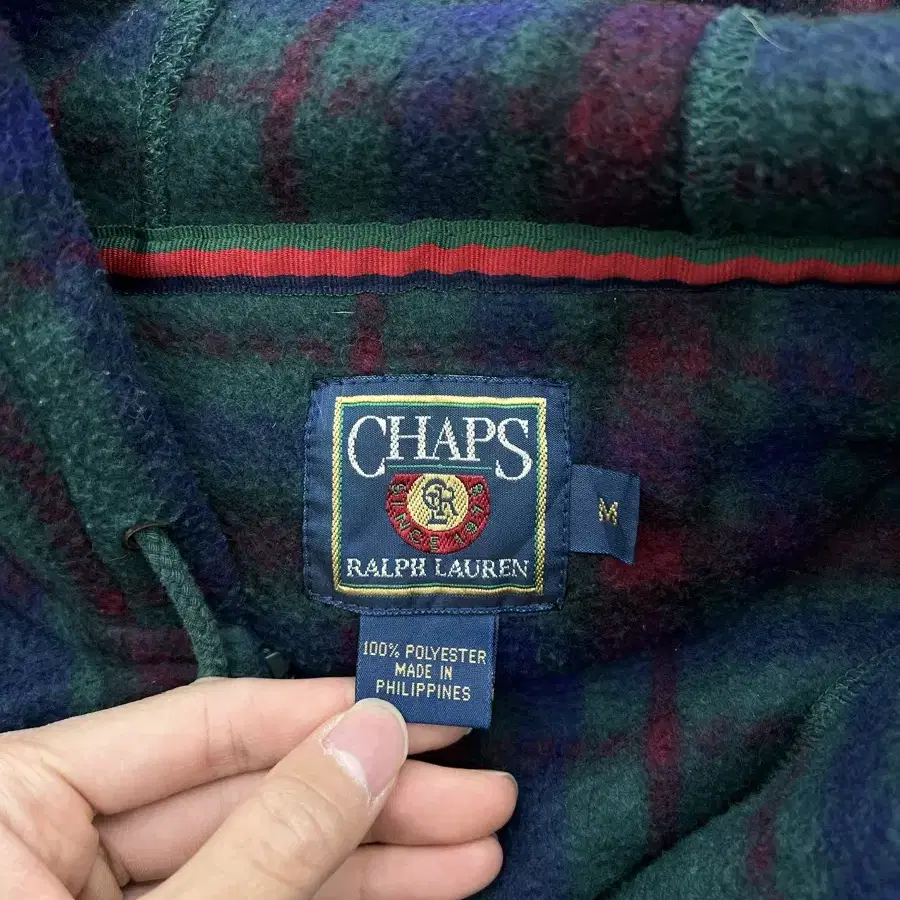 CHAPS
SINCE 1978
RALPH LAUREN
M
100% POLYESTER
MADE IN
PHILIPPINES